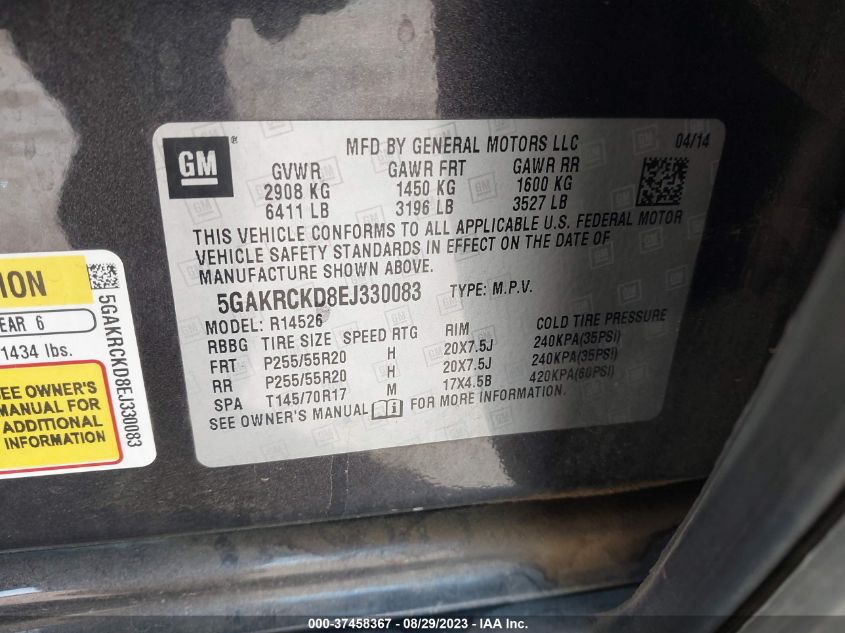 GM
®
MFD BY GENERAL MOTORS LLC
04/14
GVWR GAWR FRT GAWR RR
2908 KG 1450 KG 1600 KG
6411 LB 3196 LB 3527 LB
THIS VEHICLE CONFORMS TO ALL APPLICABLE U.S. FEDERAL MOTOR
VEHICLE SAFETY STANDARDS IN EFFECT ON THE DATE OF
MANUFACTURE SHOWN ABOVE.
5GAKRCKD8EJ330083 TYPE: M.P.V.
MODEL: R14526
RBBG TIRE SIZE SPEED RTG RIM COLD TIRE PRESSURE
FRT P255/55R20 H 20X7.5J 240KPA(35PSI)
RR P255/55R20 H 20X7.5J 240KPA(35PSI)
SPA T145/70R17 M 17X4.5B 420KPA(60PSI)
SEE OWNER'S MANUAL i FOR MORE INFORMATION.
ION
EAR 6
1434 lbs.
SEE OWNER'S
MANUAL FOR
ADDITIONAL
INFORMATION
5GAKRCKD8EJ330083
000-37458367 - 08/29/2023 - IAA Inc.